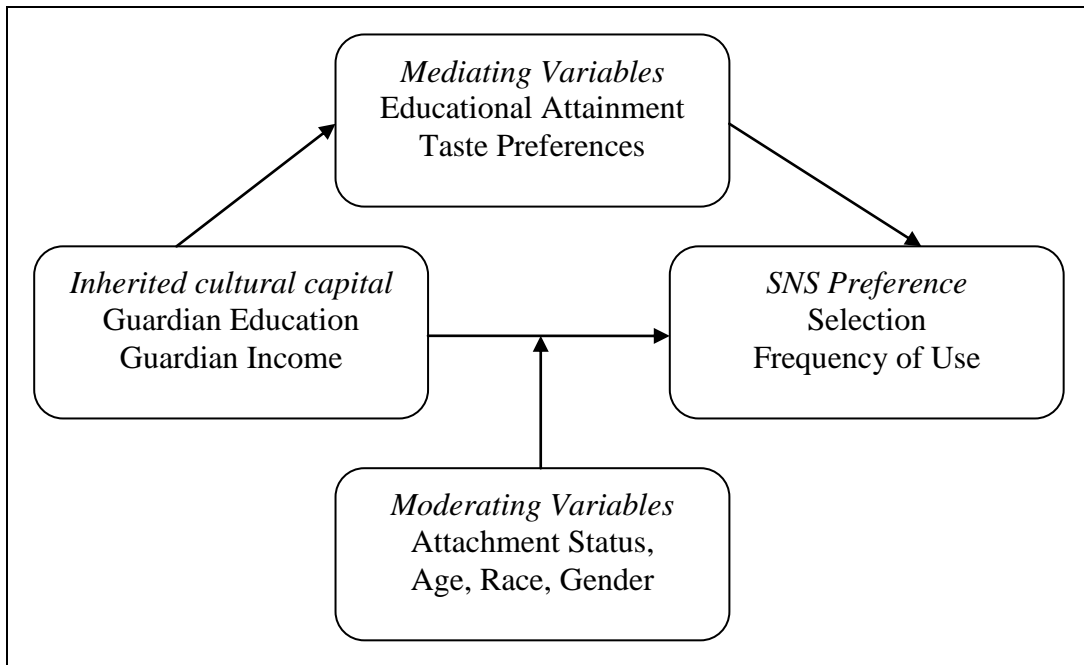 Mediating Variables
Educational Attainment
Taste Preferences
Inherited cultural capital
Guardian Education
Guardian Income
SNS Preference
Selection
Frequency of Use
Moderating Variables
Attachment Status,
Age, Race, Gender